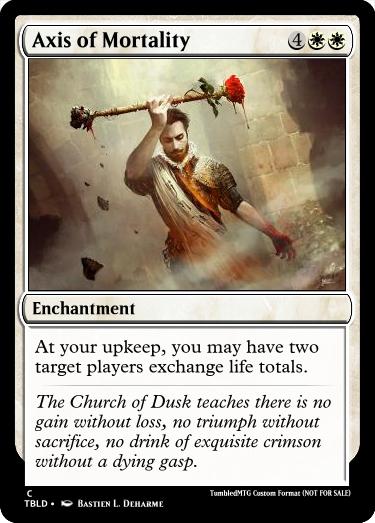 Axis of Mortality 4
Enchantment
At your upkeep, you may have two
target players exchange life totals.
The Church of Dusk teaches there is no
gain without loss, no triumph without
sacrifice, no drink of exquisite crimson
without a dying gasp.
C
TBLD • Bastien L. Deharme
TumbledMTG Custom Format (NOT FOR SALE)